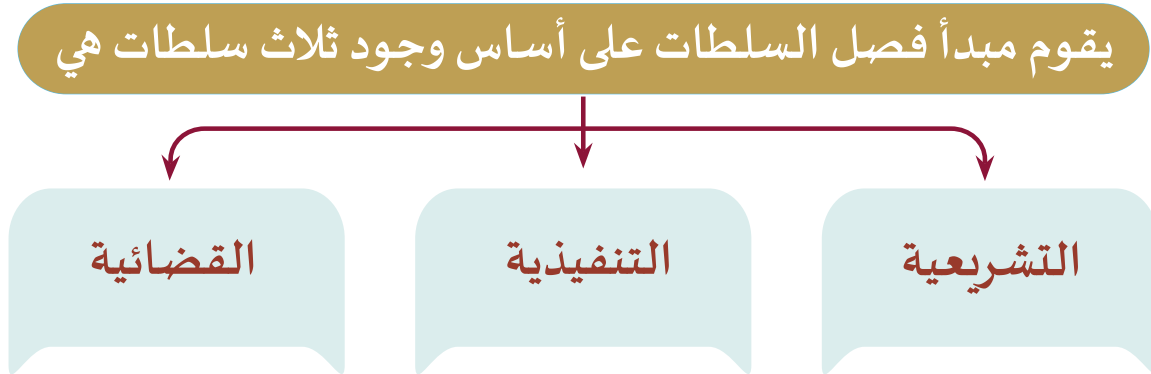 يقوم مبدأ فصل السلطات على أساس وجود ثلاث سلطات هي
التشريعية
التنفيذية
القضائية